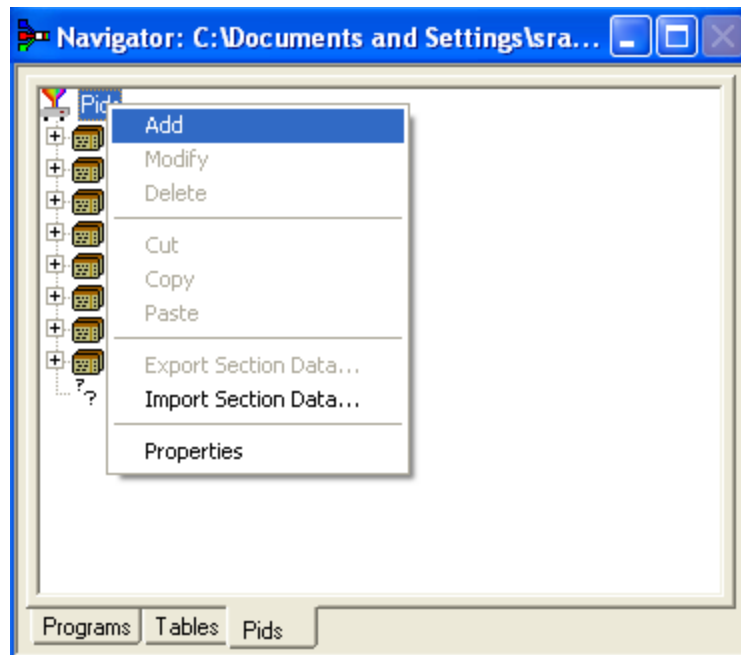 Navigator: C:\Documents and Settings\sra...
Pids
Add
Modify
Delete
Cut
Copy
Paste
Export Section Data...
Import Section Data...
Properties
? ?
Programs Tables Pids